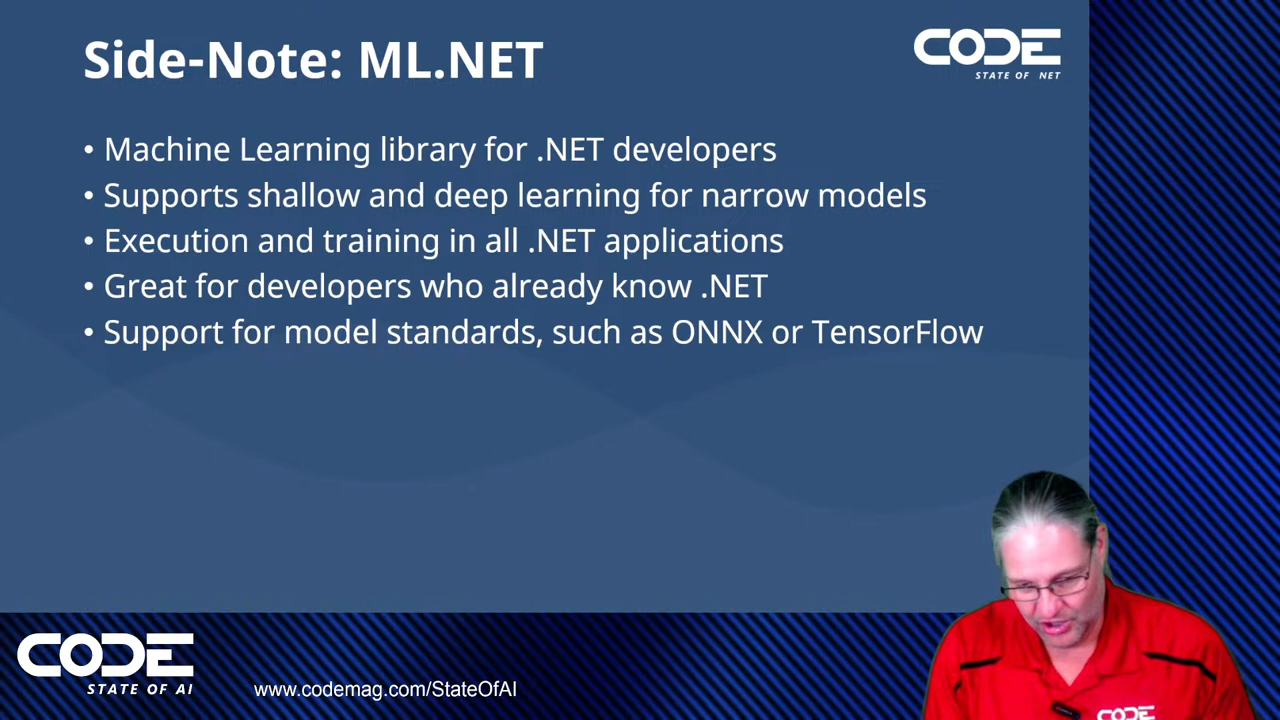 Side-Note: ML.NET
CODE
STATE OF .NET
• Machine Learning library for .NET developers
• Supports shallow and deep learning for narrow models
• Execution and training in all .NET applications
• Great for developers who already know .NET
• Support for model standards, such as ONNX or TensorFlow
CODE
STATE OF AI
www.codemag.com/StateOfAI
CODE